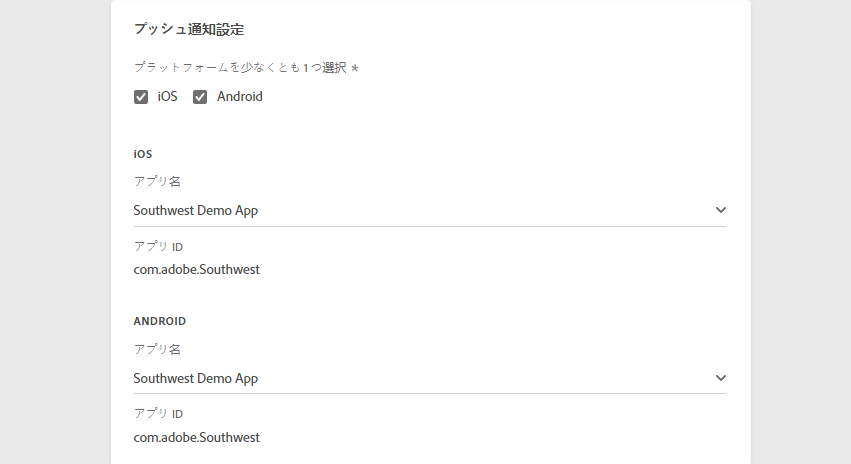 プッシュ通知設定
プラットフォームを少なくとも 1 つ選択 *
iOS Android
iOS
アプリ名
Southwest Demo App
アプリ ID
com.adobe.Southwest
ANDROID
アプリ名
Southwest Demo App
アプリ ID
com.adobe.Southwest